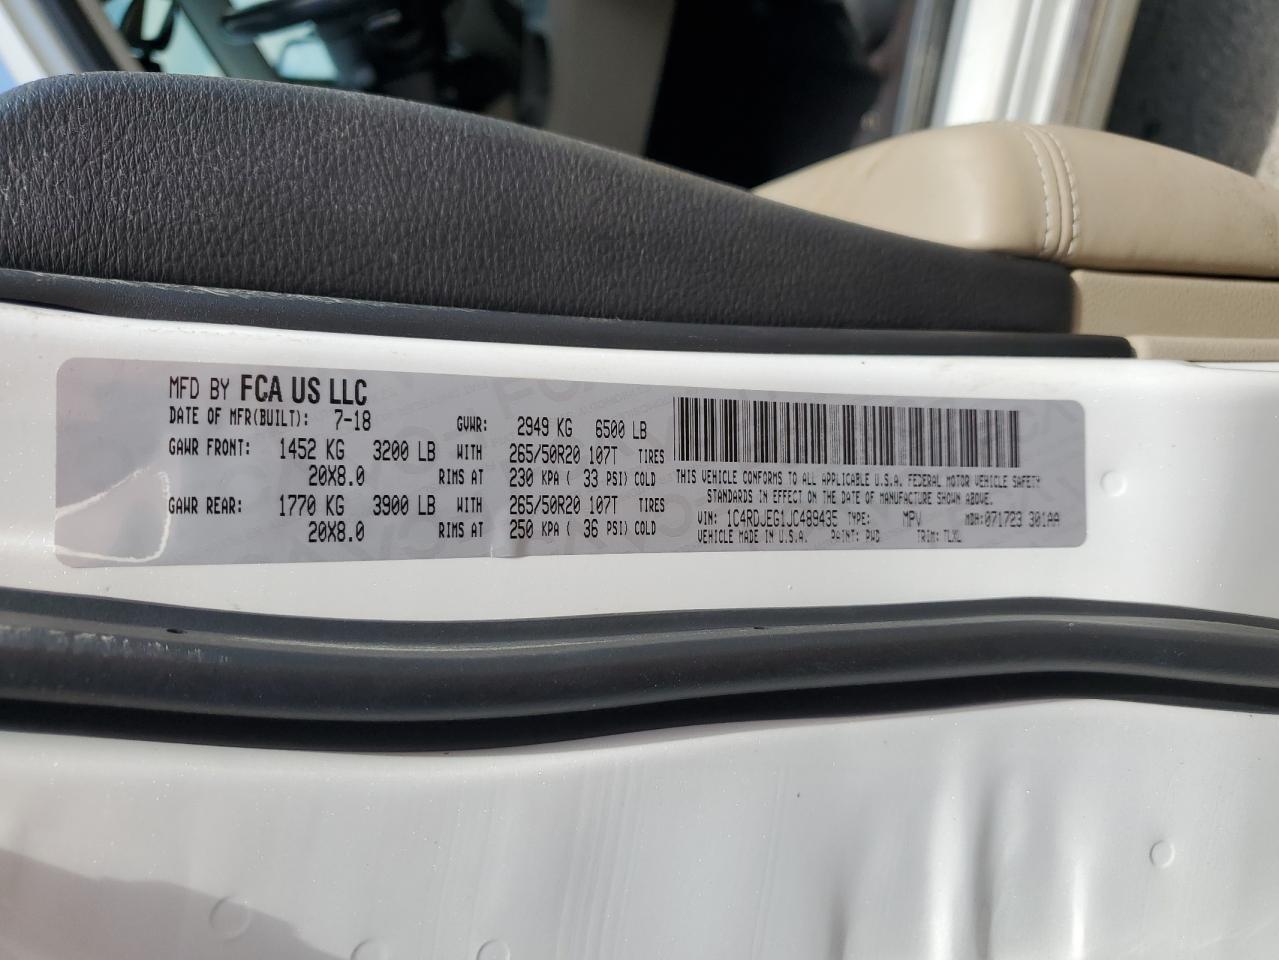 MFD BY FCA US LLC
DATE OF MFR(BUILT): 7-18 GVWR: 2949 KG 6500 LB
GAWR FRONT: 1452 KG 3200 LB WITH 265/50R20 107T TIRES
20X8.0 RIMS AT 230 KPA ( 33 PSI) COLD
GAWR REAR: 1770 KG 3900 LB WITH 265/50R20 107T TIRES
20X8.0 RIMS AT 250 KPA ( 36 PSI) COLD
THIS VEHICLE CONFORMS TO ALL APPLICABLE U.S.A. FEDERAL MOTOR VEHICLE SAFETY
STANDARDS IN EFFECT ON THE DATE OF MANUFACTURE SHOWN ABOVE.
VIN: 1C4RDJEG1JC489435 TYPE: MPV MDH:071723 301AA
VEHICLE MADE IN U.S.A. PAINT: PWD TRIM: TLXL